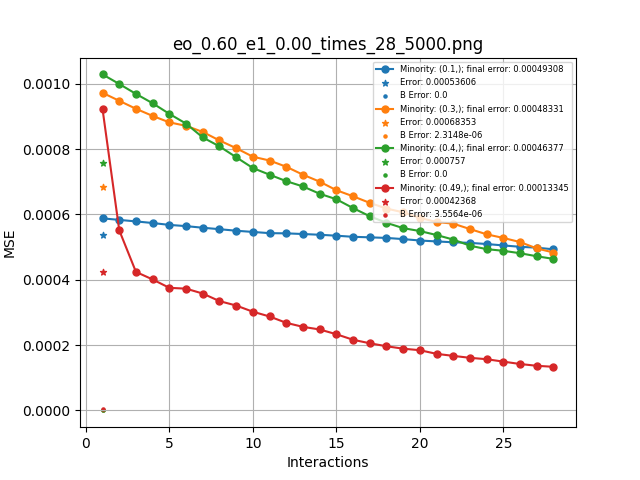 eo_0.60_e1_0.00_times_28_5000.png
Minority: (0.1,); final error: 0.00049308
Error: 0.00053606
B Error: 0.0
Minority: (0.3,); final error: 0.00048331
Error: 0.00068353
B Error: 2.3148e-06
Minority: (0.4,); final error: 0.00046377
Error: 0.000757
B Error: 0.0
Minority: (0.49,); final error: 0.00013345
Error: 0.00042368
B Error: 3.5564e-06
MSE
0.0010
0.0008
0.0006
0.0004
0.0002
0.0000
0 5 10 15 20 25
Interactions